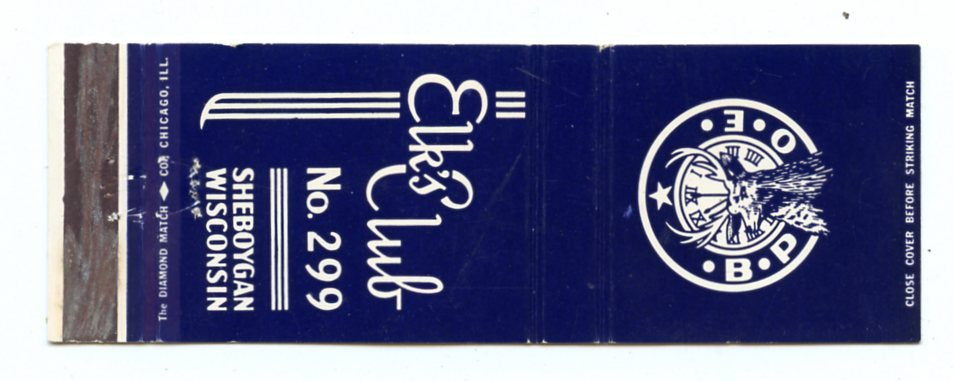 Elk's Club
No. 299
SHEBOYGAN
WISCONSIN
The DIAMOND MATCH CO. CHICAGO, ILL.
B•P•O•E•
CLOSE COVER BEFORE STRIKING MATCH